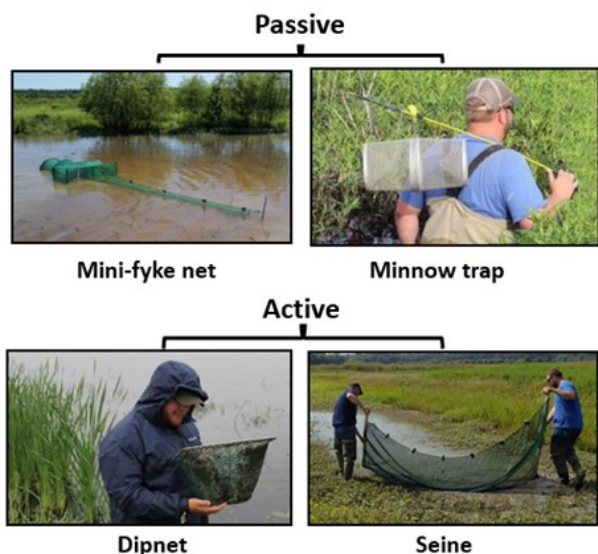 Passive
Mini-fyke net
Minnow trap
Active
Dipnet
Seine